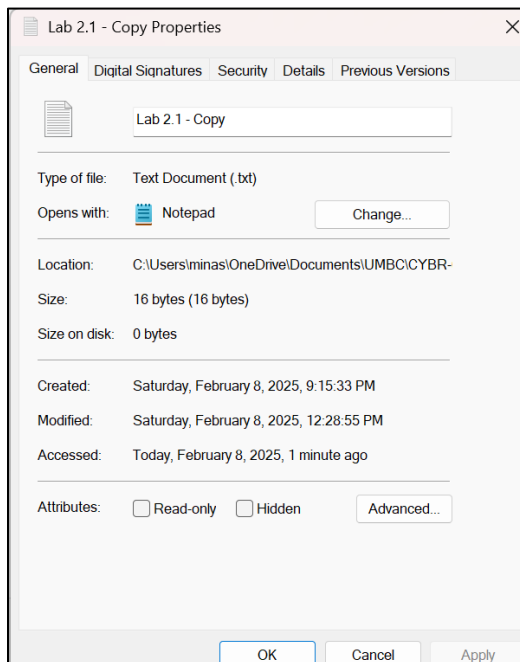 Lab 2.1 - Copy Properties
General Digital Signatures Security Details Previous Versions
Lab 2.1 - Copy
Type of file: Text Document (.txt)
Opens with: Notepad Change...
Location: C:\Users\minas\OneDrive\Documents\UMBC\CYBR-
Size: 16 bytes (16 bytes)
Size on disk: 0 bytes
Created: Saturday, February 8, 2025, 9:15:33 PM
Modified: Saturday, February 8, 2025, 12:28:55 PM
Accessed: Today, February 8, 2025, 1 minute ago
Attributes: Read-only Hidden Advanced...
OK Cancel Apply